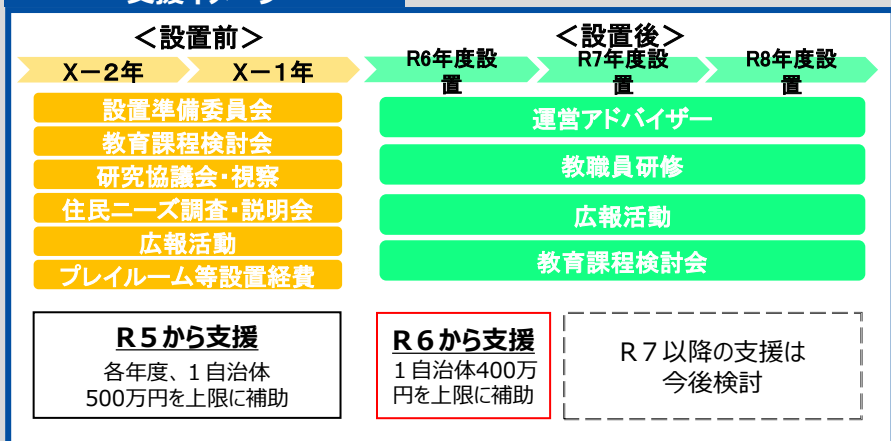 ＜設置前＞
X－2年
X－1年
設置準備委員会
教育課程検討会
研究協議会・視察
住民ニーズ調査・説明会
広報活動
プレイルーム等設置経費
R5から支援
各年度、1自治体
500万円を上限に補助
＜設置後＞
R6年度設
置
R7年度設
置
R8年度設
置
運営アドバイザー
教職員研修
広報活動
教育課程検討会
R6から支援
1自治体400万
円を上限に補助
R7以降の支援は
今後検討